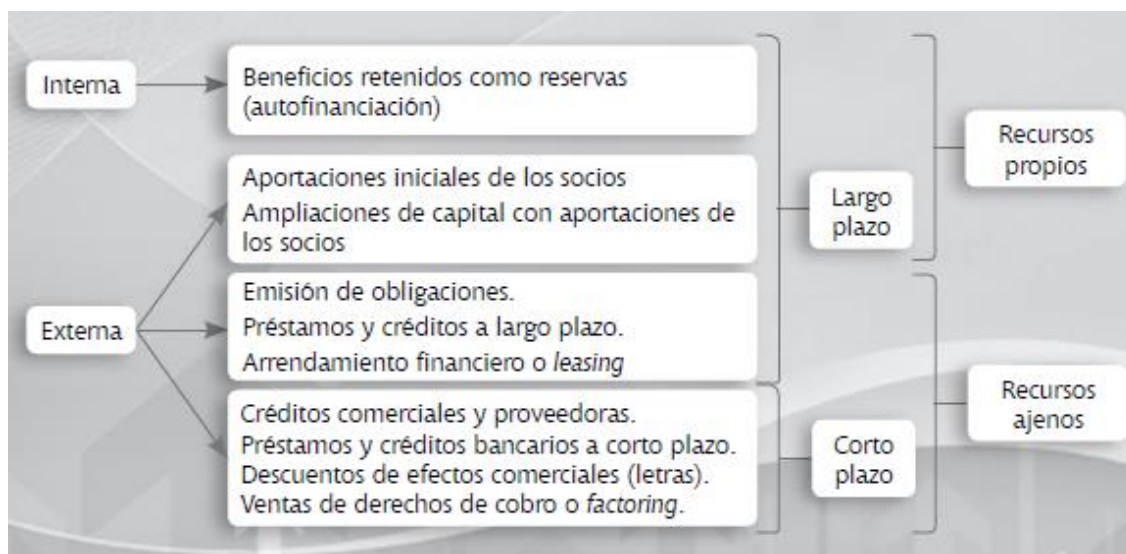 Interna
Beneficios retenidos como reservas
(autofinanciación)
Aportaciones iniciales de los socios
Ampliaciones de capital con aportaciones de
los socios
Externa
Emisión de obligaciones.
Préstamos y créditos a largo plazo.
Arrendamiento financiero o leasing
Créditos comerciales y proveedoras.
Préstamos y créditos bancarios a corto plazo.
Descuentos de efectos comerciales (letras).
Ventas de derechos de cobro o factoring.
Largo
plazo
Corto
plazo
Recursos
propios
Recursos
ajenos